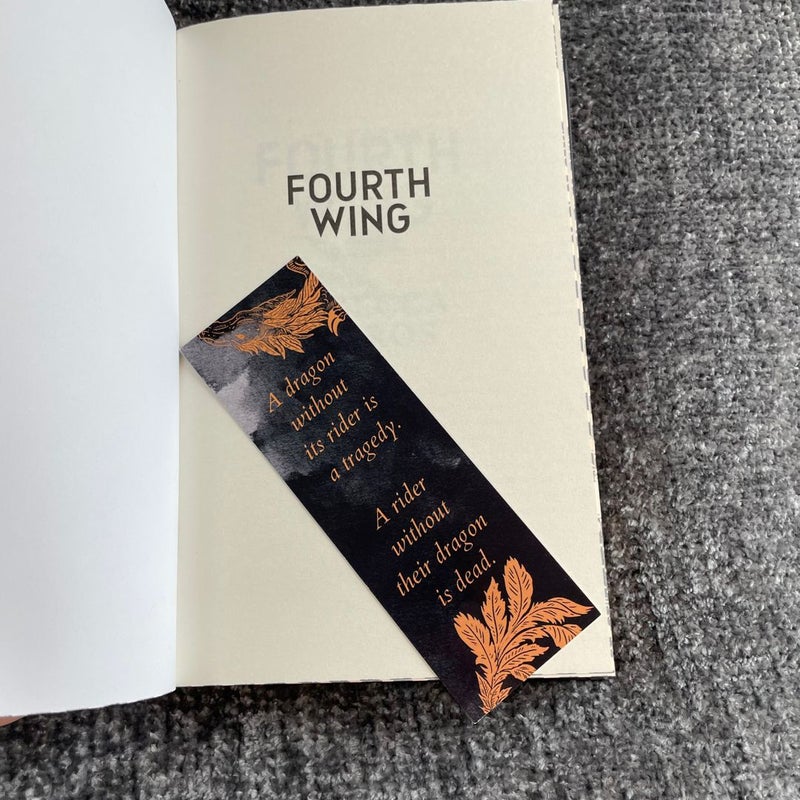 FOURTH
WING
A dragon
without
its rider is
a tragedy.
A rider
without
their dragon
is dead.